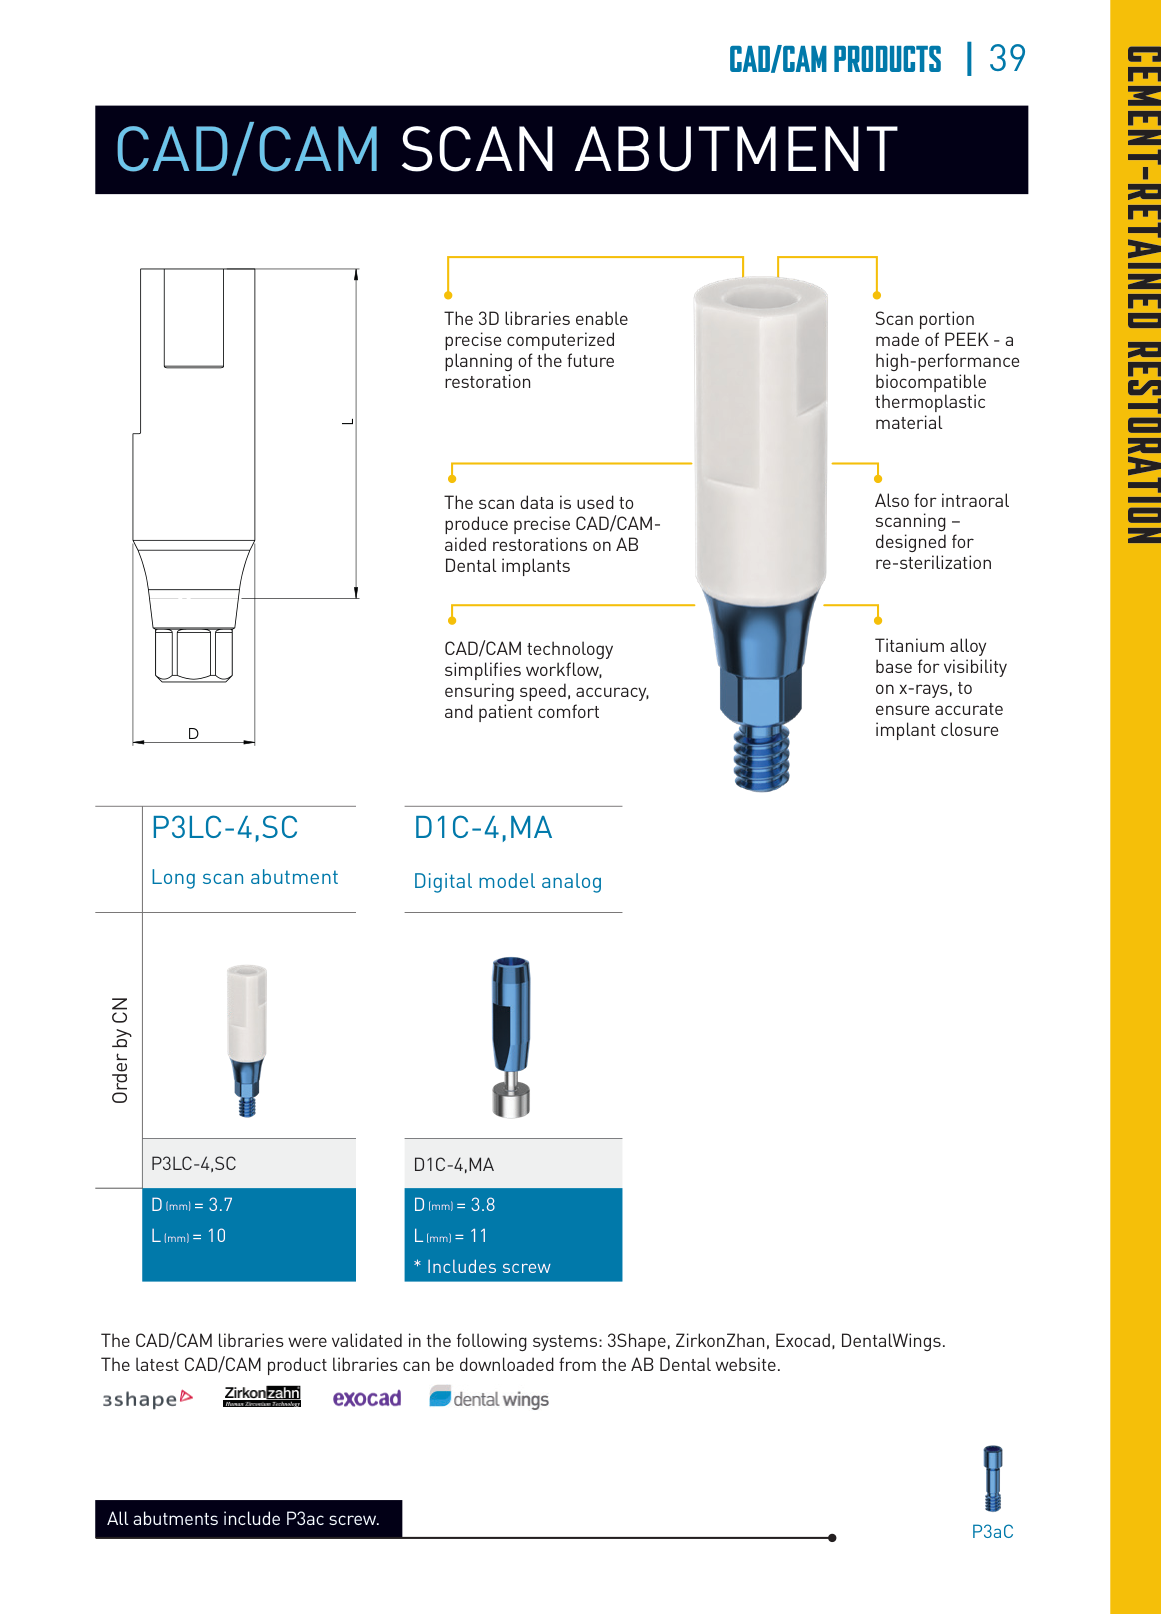 CAD/CAM PRODUCTS | 39
CEMENT-RETAINED RESTORATION
CAD/CAM SCAN ABUTMENT
L
D
The 3D libraries enable
precise computerized
planning of the future
restoration
The scan data is used to
produce precise CAD/CAM-
aided restorations on AB
Dental implants
CAD/CAM technology
simplifies workflow,
ensuring speed, accuracy,
and patient comfort
Scan portion
made of PEEK - a
high-performance
biocompatible
thermoplastic
material
Also for intraoral
scanning –
designed for
re-sterilization
Titanium alloy
base for visibility
on x-rays, to
ensure accurate
implant closure
Order by CN
P3LC-4,SC
Long scan abutment
P3LC-4,SC
D (mm) = 3.7
L (mm) = 10
D1C-4,MA
Digital model analog
D1C-4,MA
D (mm) = 3.8
L (mm) = 11
* Includes screw
The CAD/CAM libraries were validated in the following systems: 3Shape, ZirkonZhan, Exocad, DentalWings.
The latest CAD/CAM product libraries can be downloaded from the AB Dental website.
3shape
Zirkonzahn
Human Zirconium Technology
exocad
dental wings
All abutments include P3ac screw.
P3aC